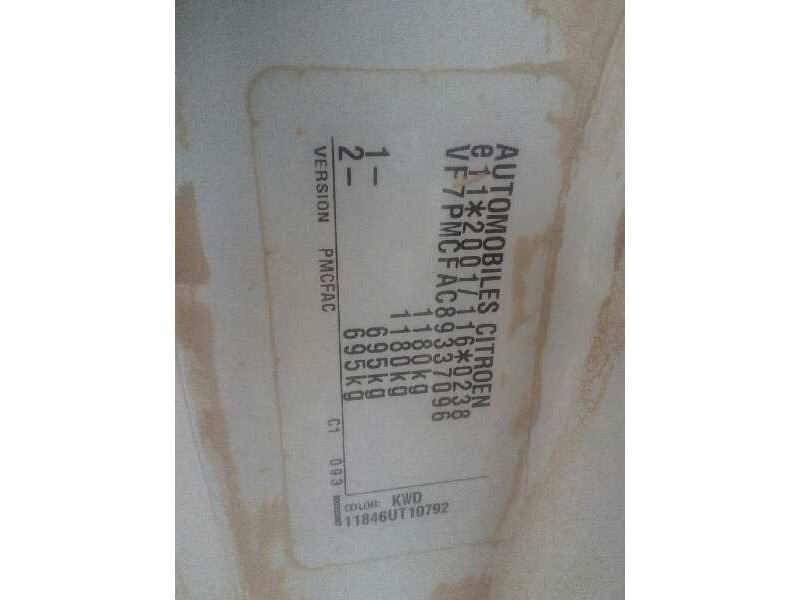 AUTOMOBILES CITROEN
e11*2001/116*0238
VF7PMCFAC89337096
1180kg
1180kg
1- 695kg
2- 695kg
VERSION PMCFAC C1 093
COLOR: KWD
11846UT10792